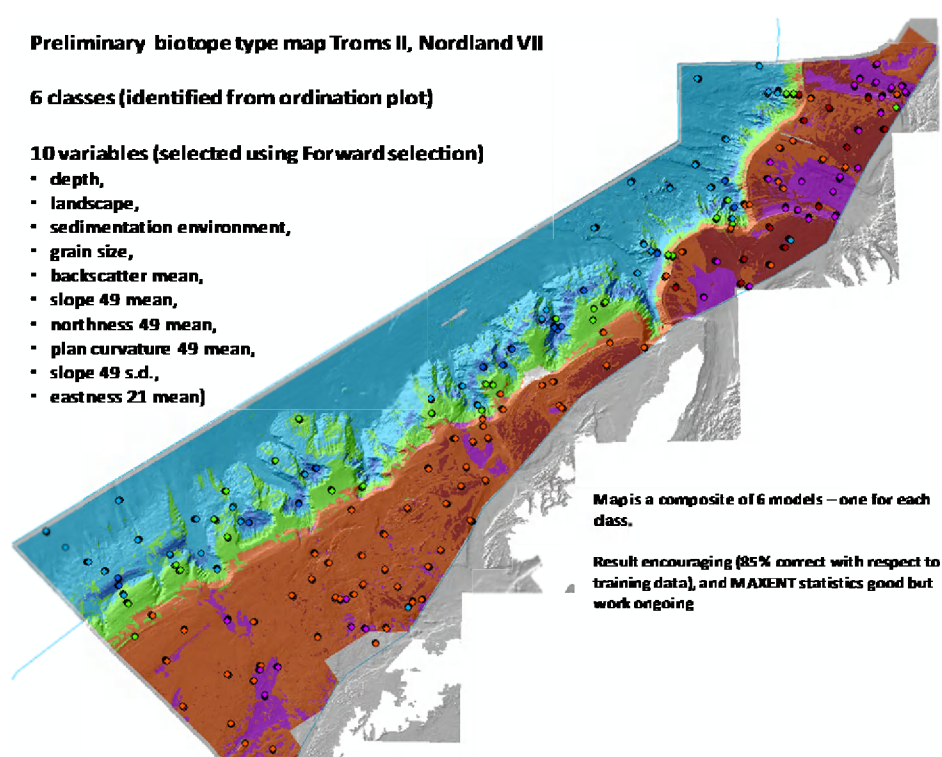 Preliminary biotope type map Troms II, Nordland VII
6 classes (identified from ordination plot)
10 variables (selected using Forward selection)
▪ depth,
▪ landscape,
▪ sedimentation environment,
▪ grain size,
▪ backscatter mean,
▪ slope 49 mean,
▪ northness 49 mean,
▪ plan curvature 49 mean,
▪ slope 49 s.d.,
▪ eastness 21 mean)
Map is a composite of 6 models – one for each
class.
Result encouraging (85% correct with respect to
training data), and MAXENT statistics good but
work ongoing